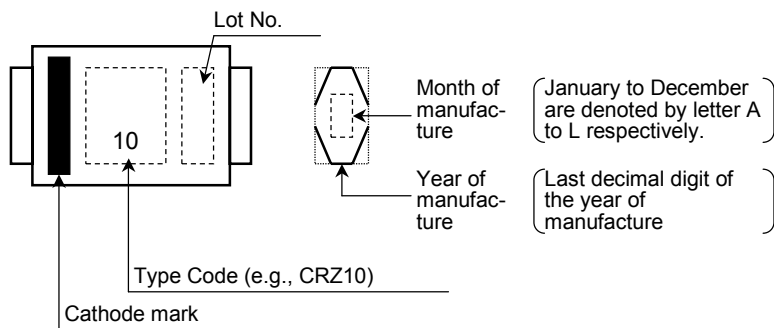 Lot No.
10
Month of
manufac-
ture
January to December
are denoted by letter A
to L respectively.
Year of
manufac-
ture
Last decimal digit of
the year of
manufacture
Type Code (e.g., CRZ10)
Cathode mark